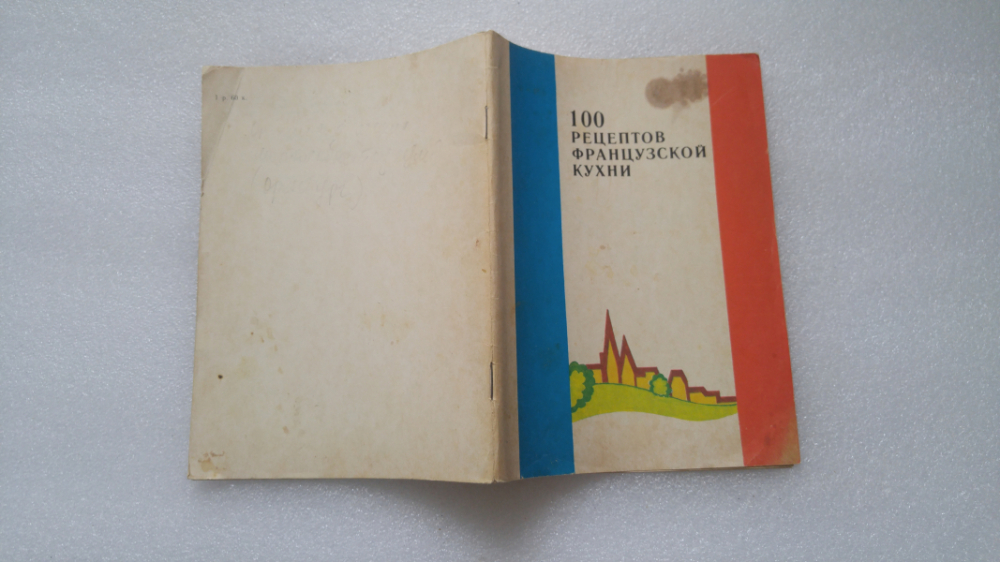 100
РЕЦЕПТОВ
ФРАНЦУЗСКОЙ
КУХНИ